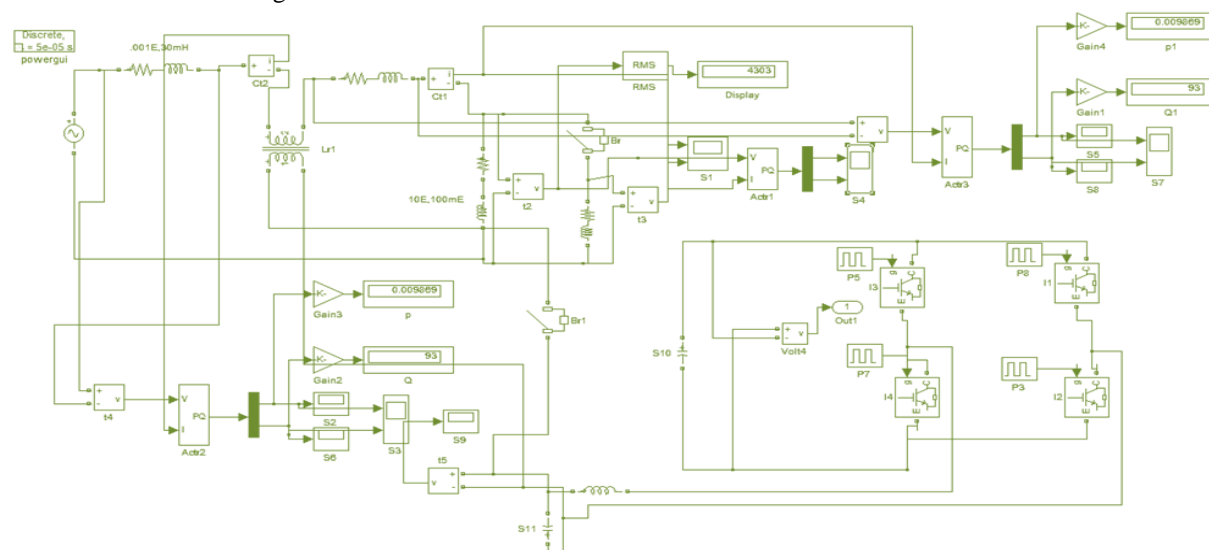 Discrete,
= 5e-05 s
powergui
.001E,30mH
Ct2
Ct1
i
RMS
RMS
4303
Display
K-
Gain4
0.009869
p1
K-
Gain1
93
Q1
Lr1
Br
10E,100mE
t2
v
t3
v
S1
V
I
PQ
Actr1
S4
v
V
I
PQ
Actr3
S5
S8
S7
K-
Gain3
0.009869
p
K-
Gain2
93
Q
Br1
t4
v
V
I
PQ
Actr2
S2
S6
S3
S9
t5
v
S11
S10
v
Volt4
1
Out1
P5
I3
P8
I1
P7
I4
P3
I2
g
C
E
g
C
E
g
C
E
g
C
E